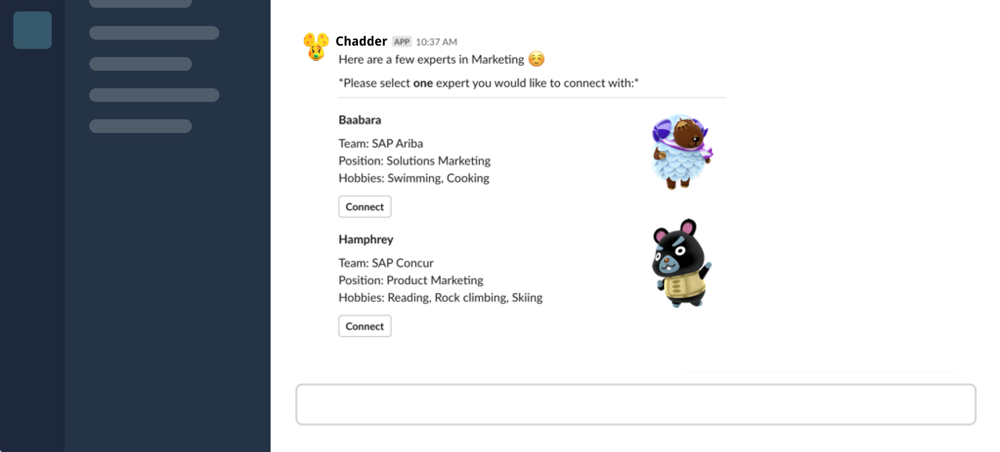 Chadder APP 10:37 AM
Here are a few experts in Marketing
*Please select one expert you would like to connect with:*
Baabara
Team: SAP Ariba
Position: Solutions Marketing
Hobbies: Swimming, Cooking
Connect
Hamphrey
Team: SAP Concur
Position: Product Marketing
Hobbies: Reading, Rock climbing, Skiing
Connect